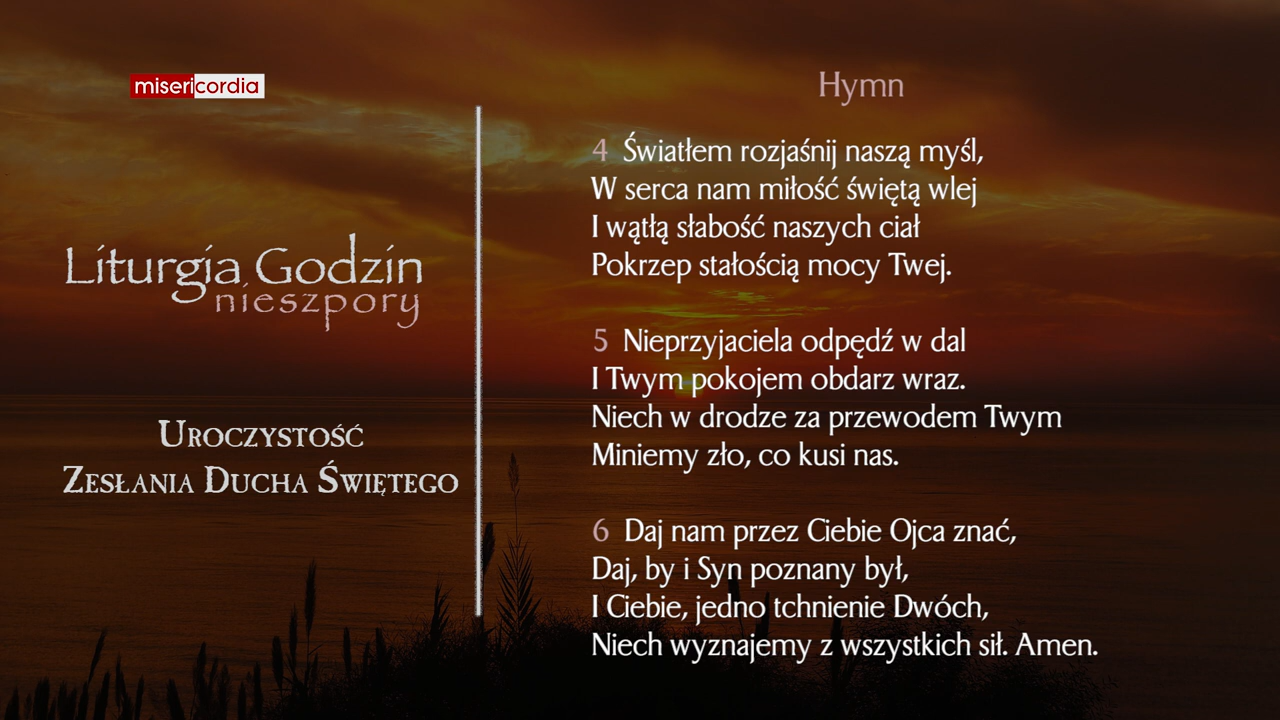 misericordia
Liturgia Godzin
nieszpory
Uroczystość
Zesłania Ducha Świętego
Hymn
4 Światłem rozjaśnij naszą myśl,
W serca nam miłość świętą wlej
I wątłą słabość naszych ciał
Pokrzep stałością mocy Twej.
5 Nieprzyjaciela odpędź w dal
I Twym pokojem obdarz wraz.
Niech w drodze za przewodem Twym
Miniemy zło, co kusi nas.
6 Daj nam przez Ciebie Ojca znać,
Daj, by i Syn poznany był,
I Ciebie, jedno tchnienie Dwóch,
Niech wyznajemy z wszystkich sił. Amen.